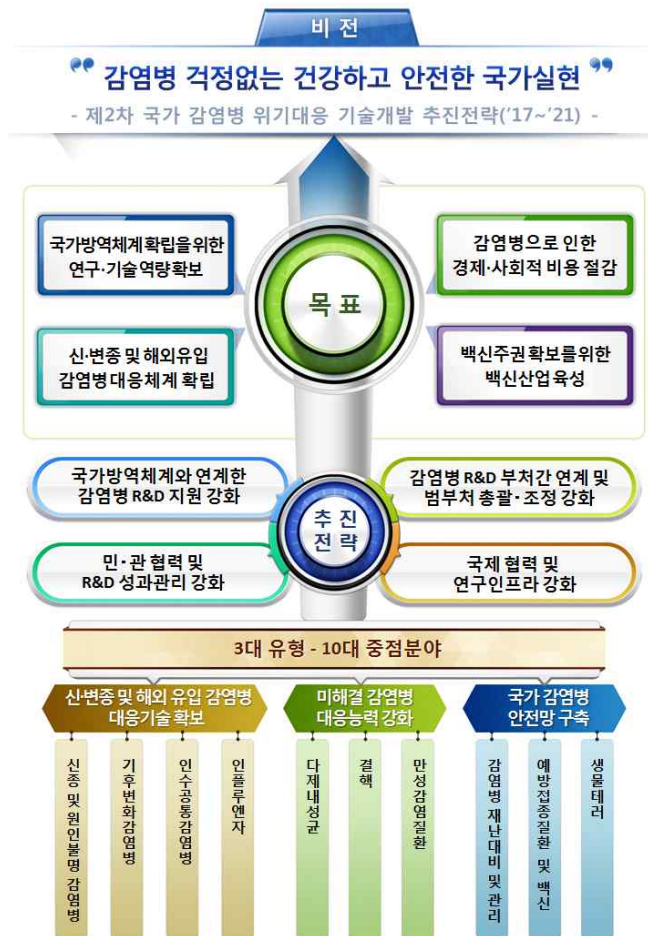 비 전
“ 감염병 걱정없는 건강하고 안전한 국가실현 ”
- 제2차 국가 감염병 위기대응 기술개발 추진전략('17~'21) -
국가방역체계 확립을위한
연구·기술역량확보
감염병으로 인한
경제·사회적 비용 절감
목 표
신·변종 및 해외유입
감염병대응체계 확립
백신주권확보를위한
백신산업육성
국가방역체계와 연계한
감염병 R&D 지원 강화
감염병 R&D 부처간 연계 및
범부처 총괄·조정 강화
추 진
전 략
민·관 협력 및
R&D 성과관리 강화
국제 협력 및
연구인프라 강화
3대 유형 - 10대 중점분야
신·변종 및 해외 유입 감염병
대응기술 확보
미해결 감염병
대응능력 강화
국가 감염병
안전망 구축
신종 및 원인불명 감염병
기후변화감염병
인수공통감염병
인플루엔자
다제내성균
결핵
만성감염질환
감염병 재난대비 및 관리
예방접종질환 및 백신
생물테러